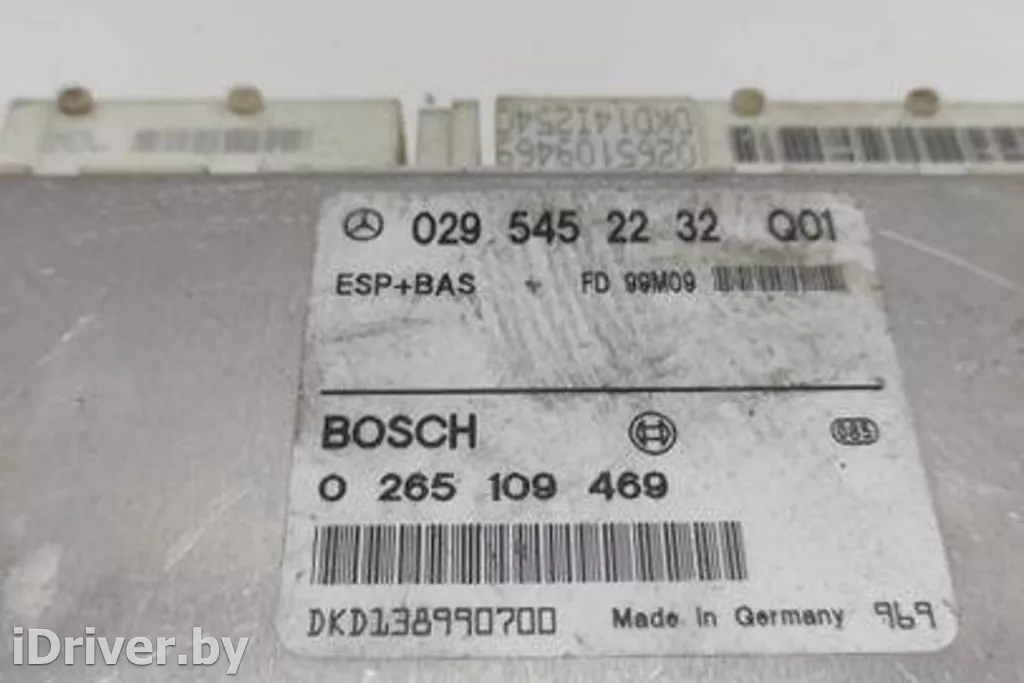 DKD14I254C
0265109469
029 545 22 32 Q01
ESP+BAS + FD 99M09
BOSCH
0 265 109 469
DKD138990700 Made in Germany 969
iDriver.by